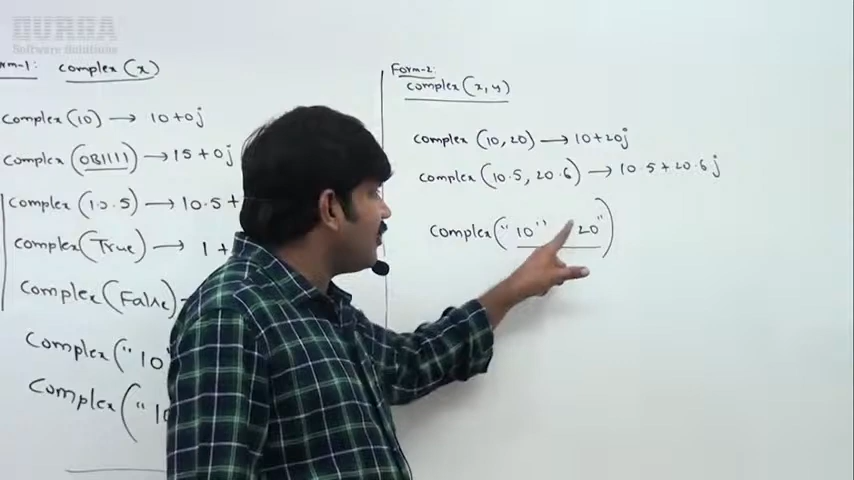 DURGA
Software Solutions
orm-1: complex (x)
complex (10) → 10+0j
complex (0B1111) → 15+0j
complex (10.5) → 10.5+
complex (True) → 1+
complex (False)
complex ("10
complex ("10
Form-2:
complex (x, y)
complex (10, 20) → 10+20j
complex (10.5, 20.6) → 10.5+20.6j
complex ("10" 20")